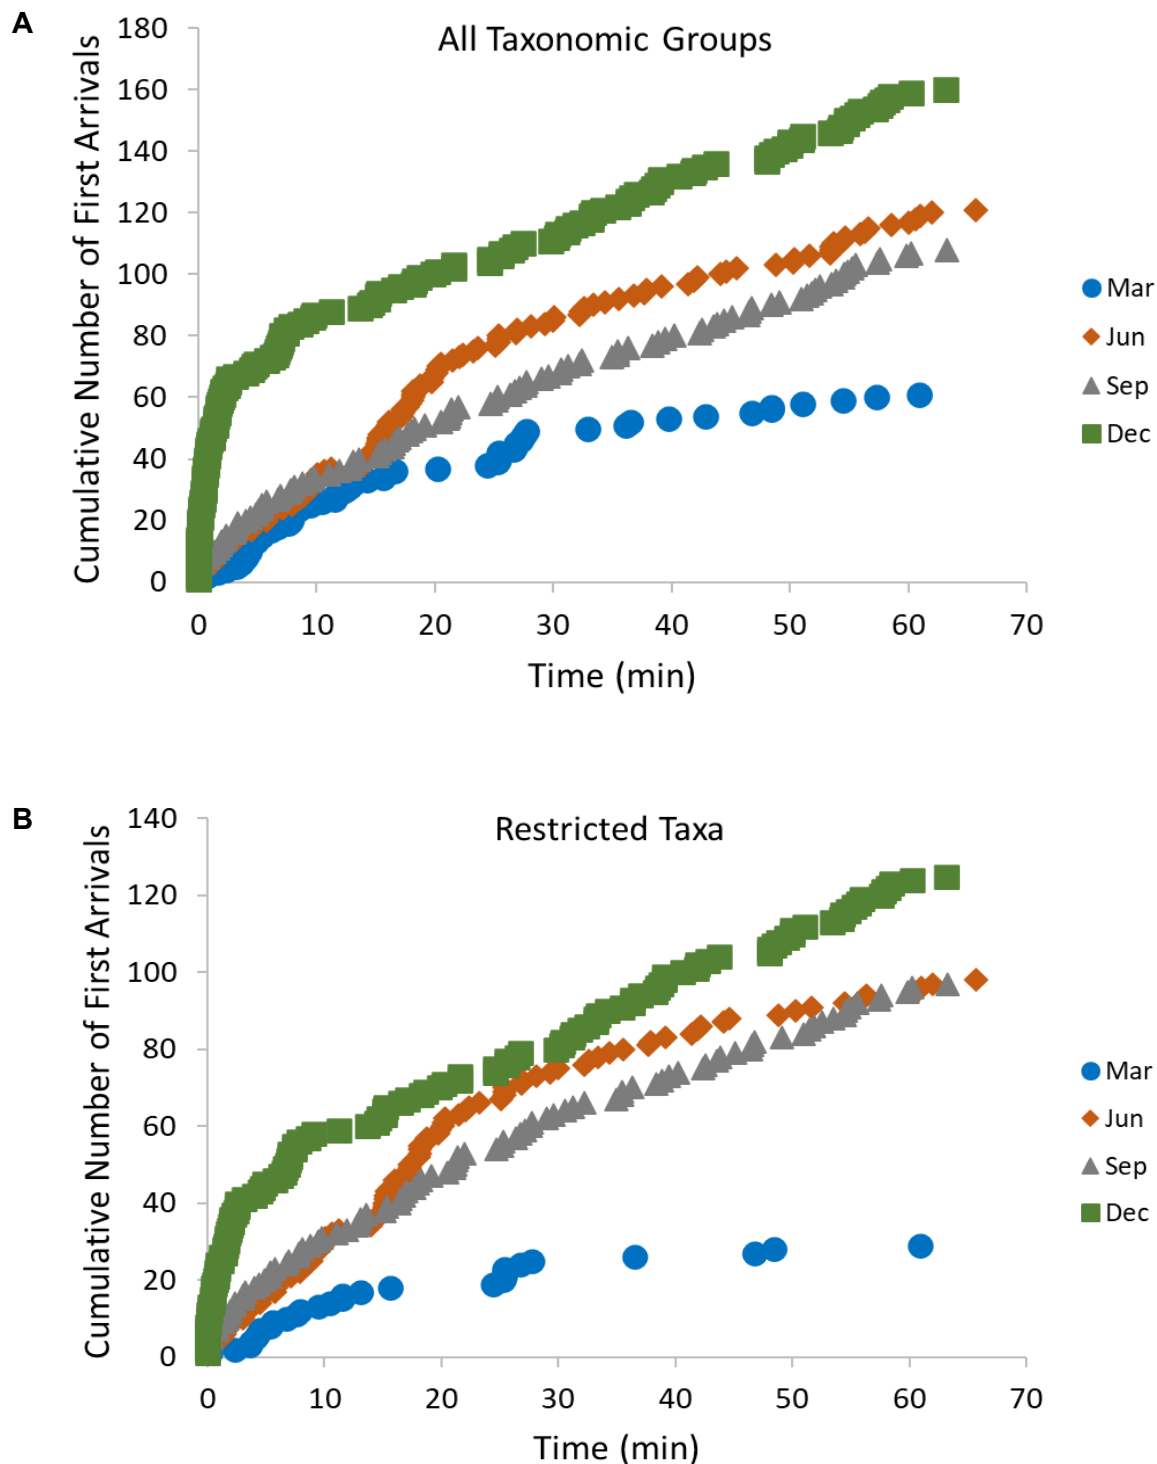 A
All Taxonomic Groups
Cumulative Number of First Arrivals
180
160
140
120
100
80
60
40
20
0
0 10 20 30 40 50 60 70
Time (min)
Mar
Jun
Sep
Dec
B
Restricted Taxa
Cumulative Number of First Arrivals
140
120
100
80
60
40
20
0
0 10 20 30 40 50 60 70
Time (min)
Mar
Jun
Sep
Dec